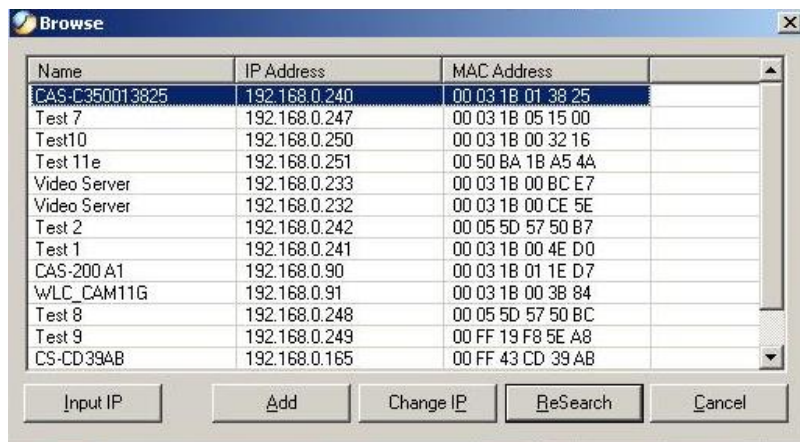 Browse
Name IP Address MAC Address
CAS-C350013825 192.168.0.240 00 03 1B 01 38 25
Test 7 192.168.0.247 00 03 1B 05 15 00
Test10 192.168.0.250 00 03 1B 00 32 16
Test 11e 192.168.0.251 00 50 BA 1B A5 4A
Video Server 192.168.0.233 00 03 1B 00 BC E7
Video Server 192.168.0.232 00 03 1B 00 CE 5E
Test 2 192.168.0.242 00 05 5D 57 50 B7
Test 1 192.168.0.241 00 03 1B 00 4E D0
CAS-200 A1 192.168.0.90 00 03 1B 01 1E D7
WLC_CAM11G 192.168.0.91 00 03 1B 00 3B 84
Test 8 192.168.0.248 00 05 5D 57 50 BC
Test 9 192.168.0.249 00 FF 19 F8 5E A8
CS-CD39AB 192.168.0.165 00 FF 43 CD 39 AB
Input IP Add Change IP ReSearch Cancel